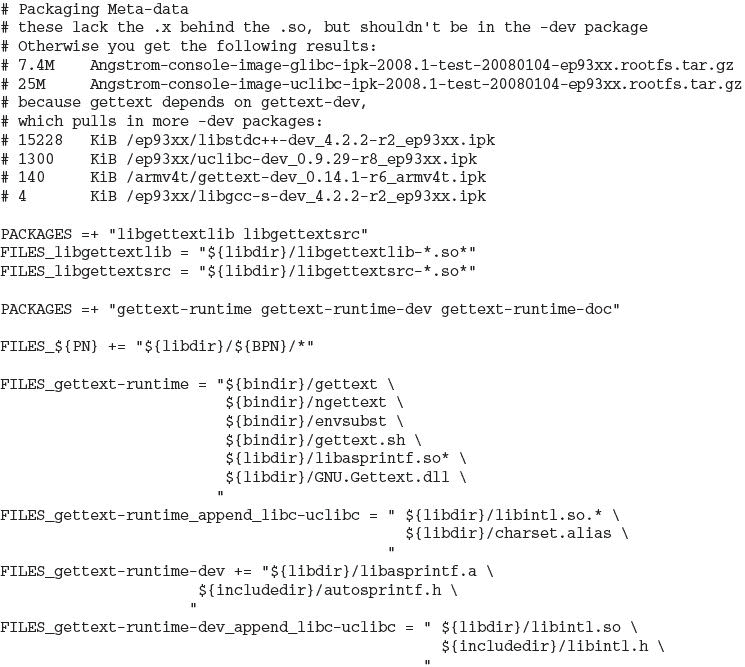 # Packaging Meta-data
# these lack the .x behind the .so, but shouldn't be in the -dev package
# Otherwise you get the following results:
# 7.4M    Angstrom-console-image-glibc-ipk-2008.1-test-20080104-ep93xx.rootfs.tar.gz
# 25M     Angstrom-console-image-uclibc-ipk-2008.1-test-20080104-ep93xx.rootfs.tar.gz
# because gettext depends on gettext-dev,
# which pulls in more -dev packages:
# 15228   KiB /ep93xx/libstdc++-dev_4.2.2-r2_ep93xx.ipk
# 1300    KiB /ep93xx/uclibc-dev_0.9.29-r8_ep93xx.ipk
# 140     KiB /armv4t/gettext-dev_0.14.1-r6_armv4t.ipk
# 4       KiB /ep93xx/libgcc-s-dev_4.2.2-r2_ep93xx.ipk

PACKAGES =+ "libgettextlib libgettextsrc"
FILES_libgettextlib = "${libdir}/libgettextlib-*.so*"
FILES_libgettextsrc = "${libdir}/libgettextsrc-*.so*"

PACKAGES =+ "gettext-runtime gettext-runtime-dev gettext-runtime-doc"

FILES_${PN} += "${libdir}/${BPN}/*"

FILES_gettext-runtime = "${bindir}/gettext \
                         ${bindir}/ngettext \
                         ${bindir}/envsubst \
                         ${bindir}/gettext.sh \
                         ${libdir}/libasprintf.so* \
                         ${libdir}/GNU.Gettext.dll \
                        "
FILES_gettext-runtime_append_libc-uclibc = " ${libdir}/libintl.so.* \
                                             ${libdir}/charset.alias \
                                           "
FILES_gettext-runtime-dev += "${libdir}/libasprintf.a \
                      ${includedir}/autosprintf.h \
                     "
FILES_gettext-runtime-dev_append_libc-uclibc = " ${libdir}/libintl.so \
                                                 ${includedir}/libintl.h \
                                               "